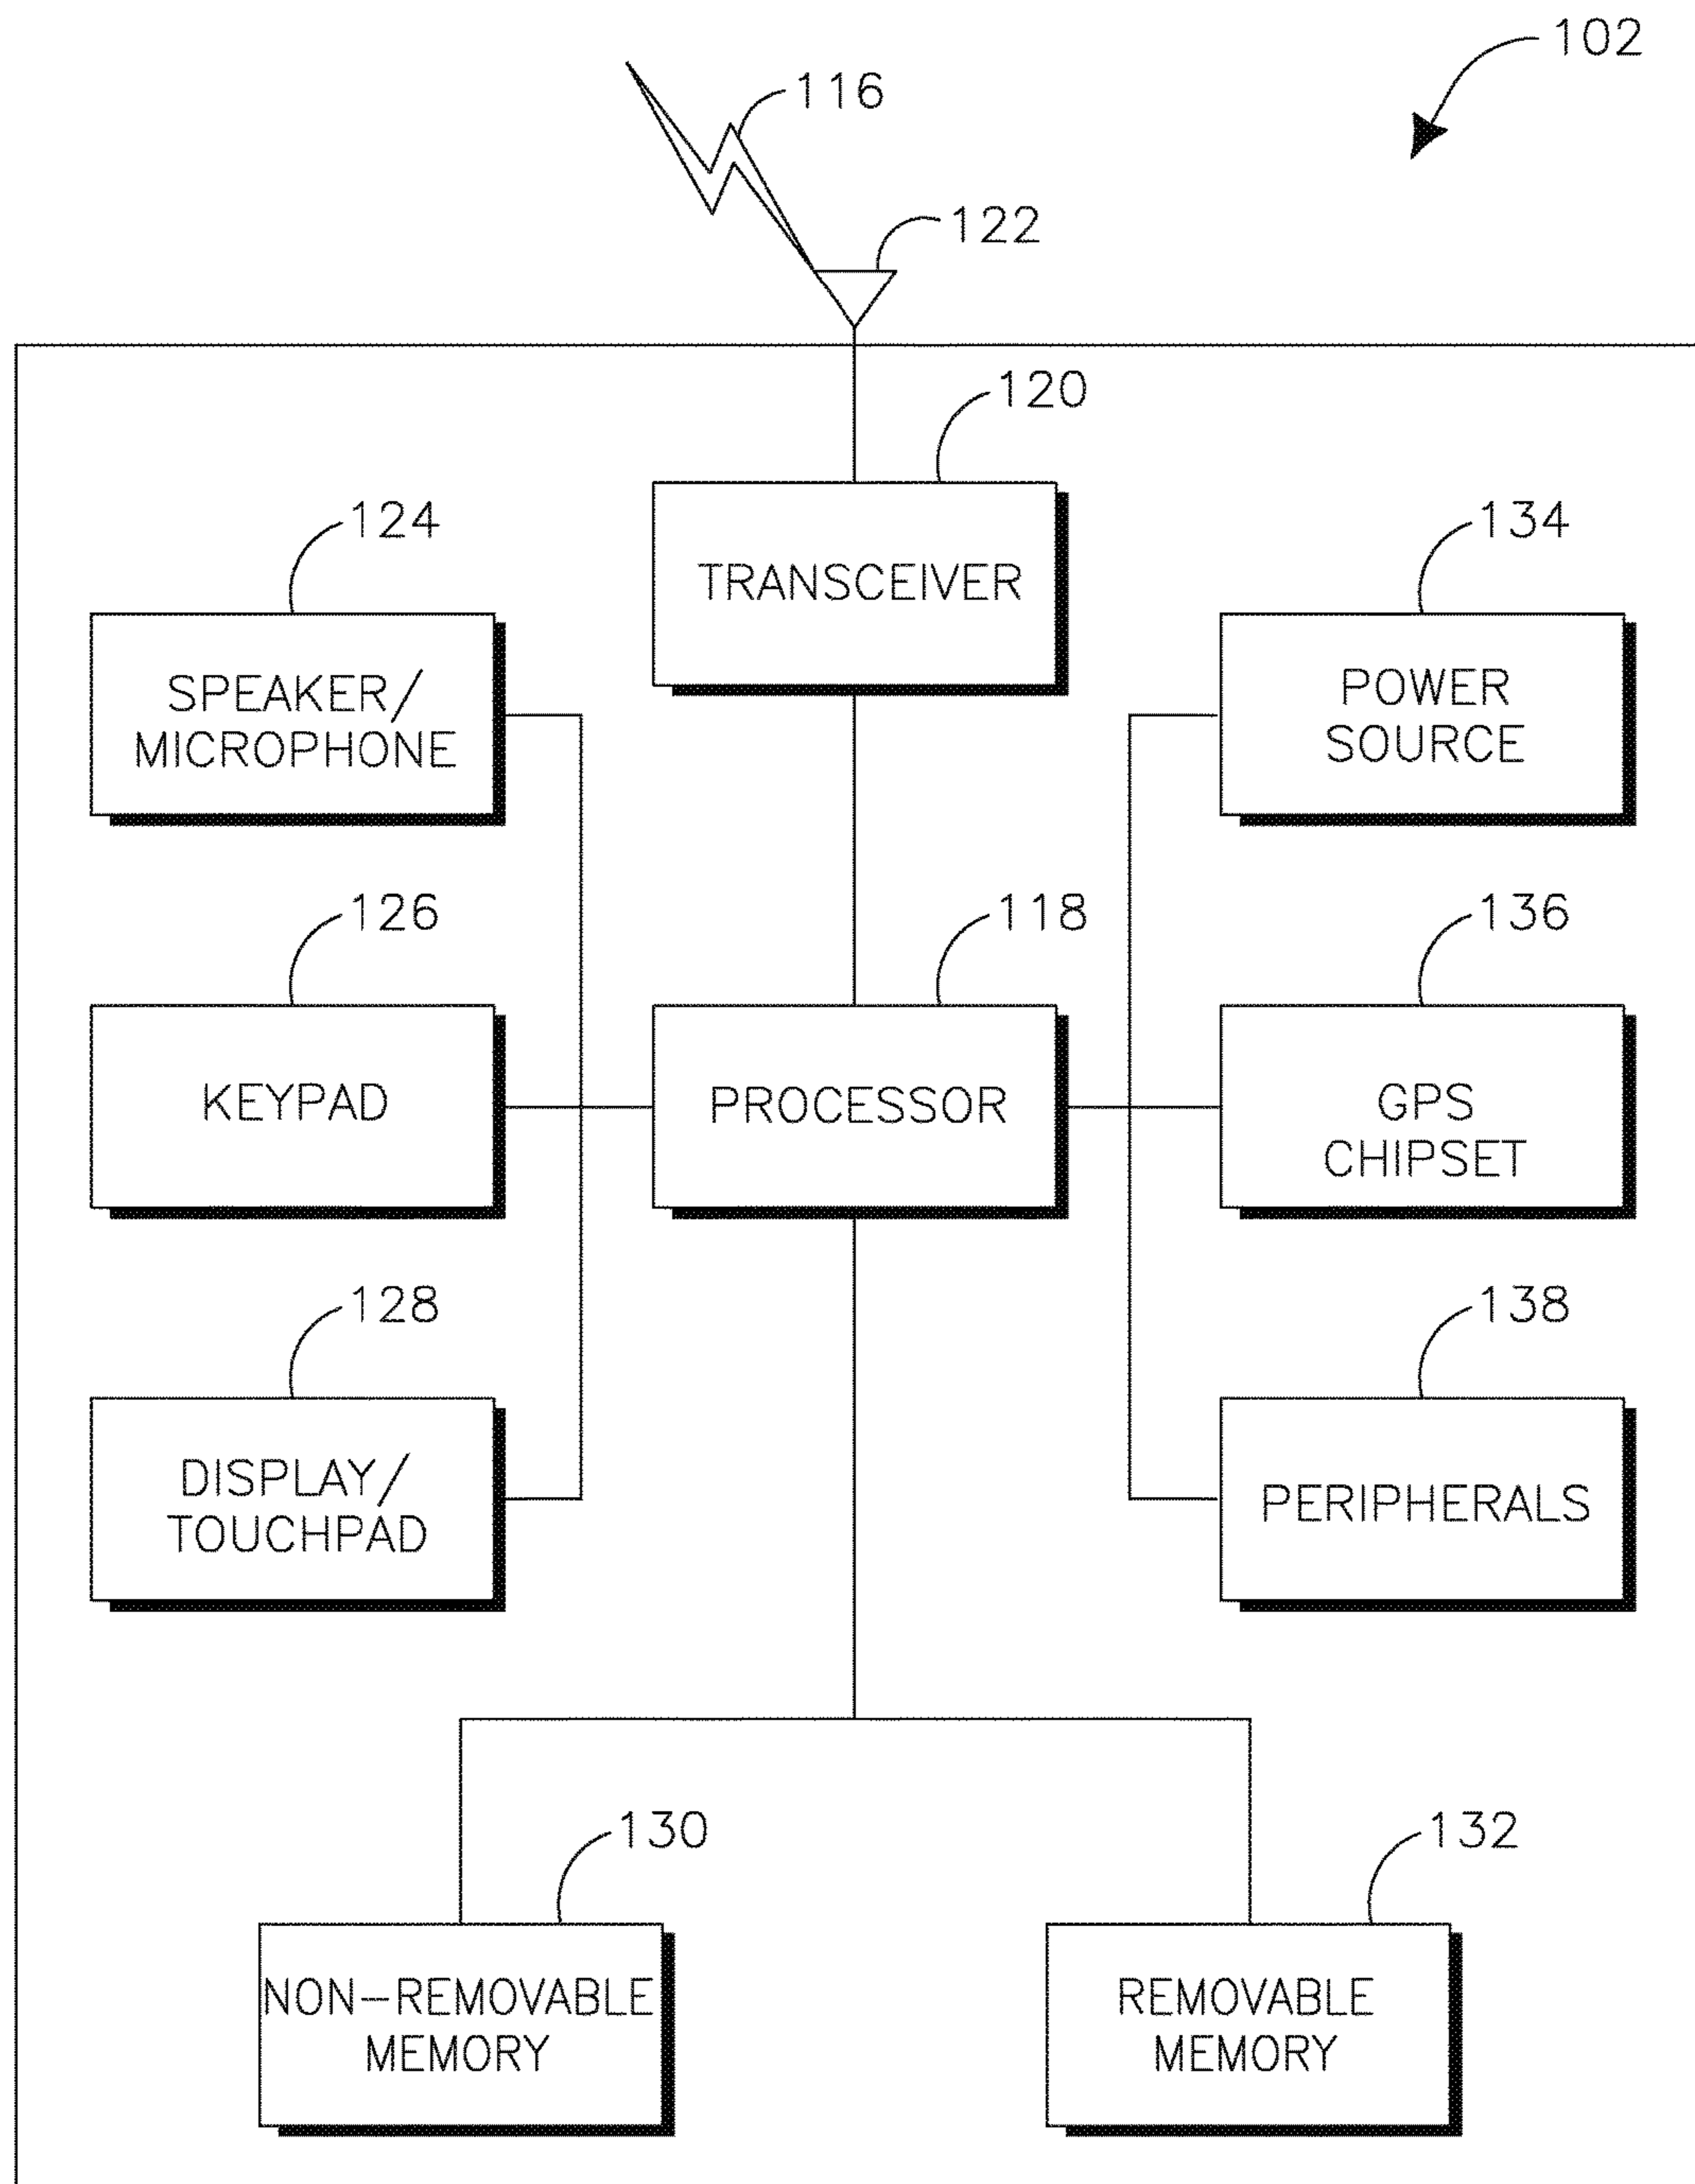 102
116
122
120
TRANSCEIVER
124
SPEAKER/
MICROPHONE
134
POWER
SOURCE
126
KEYPAD
118
PROCESSOR
136
GPS
CHIPSET
128
DISPLAY/
TOUCHPAD
138
PERIPHERALS
130
NON-REMOVABLE
MEMORY
132
REMOVABLE
MEMORY